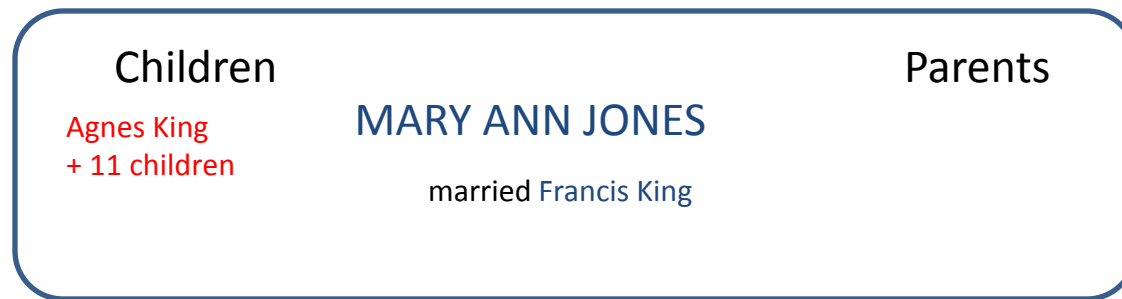 Children
Parents
Agnes King
+ 11 children
MARY ANN JONES
married Francis King